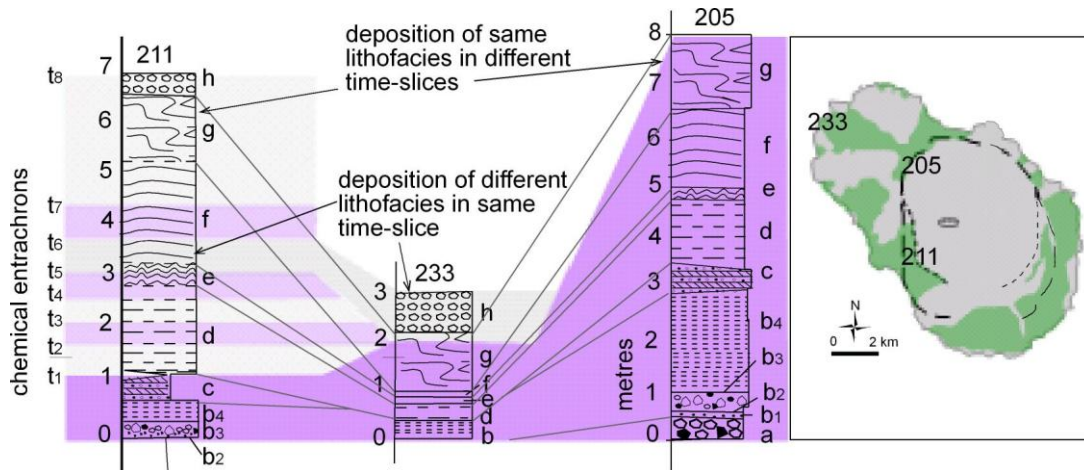 deposition of same
lithofacies in different
time-slices
deposition of different
lithofacies in same
time-slice
chemical entrachrons
t8
t7
t6
t5
t4
t3
t2
t1
211
7
6
5
4
3
2
1
0
h
g
f
e
d
c
b4
b3
b2
233
3
2
1
0
h
g
f
e
d
b
metres
205
8
7
6
5
4
3
2
1
0
g
f
e
d
c
b4
b3
b2
b1
a
233
205
211
N
0 2 km